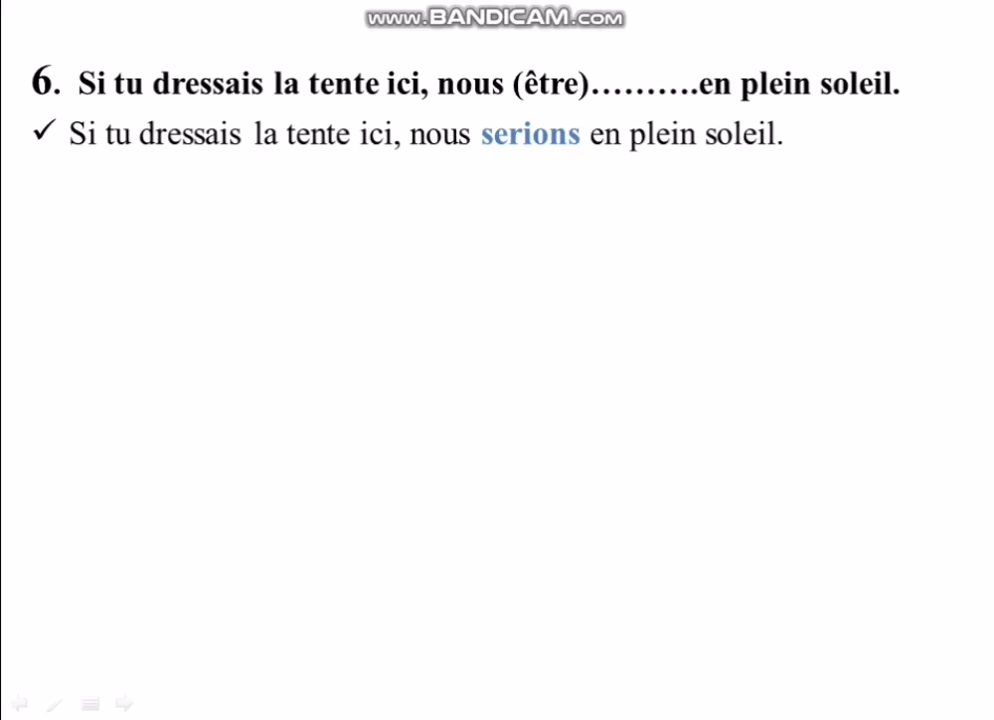 www.BANDICAM.COM
6. Si tu dressais la tente ici, nous (être)……….en plein soleil.
✓ Si tu dressais la tente ici, nous serions en plein soleil.